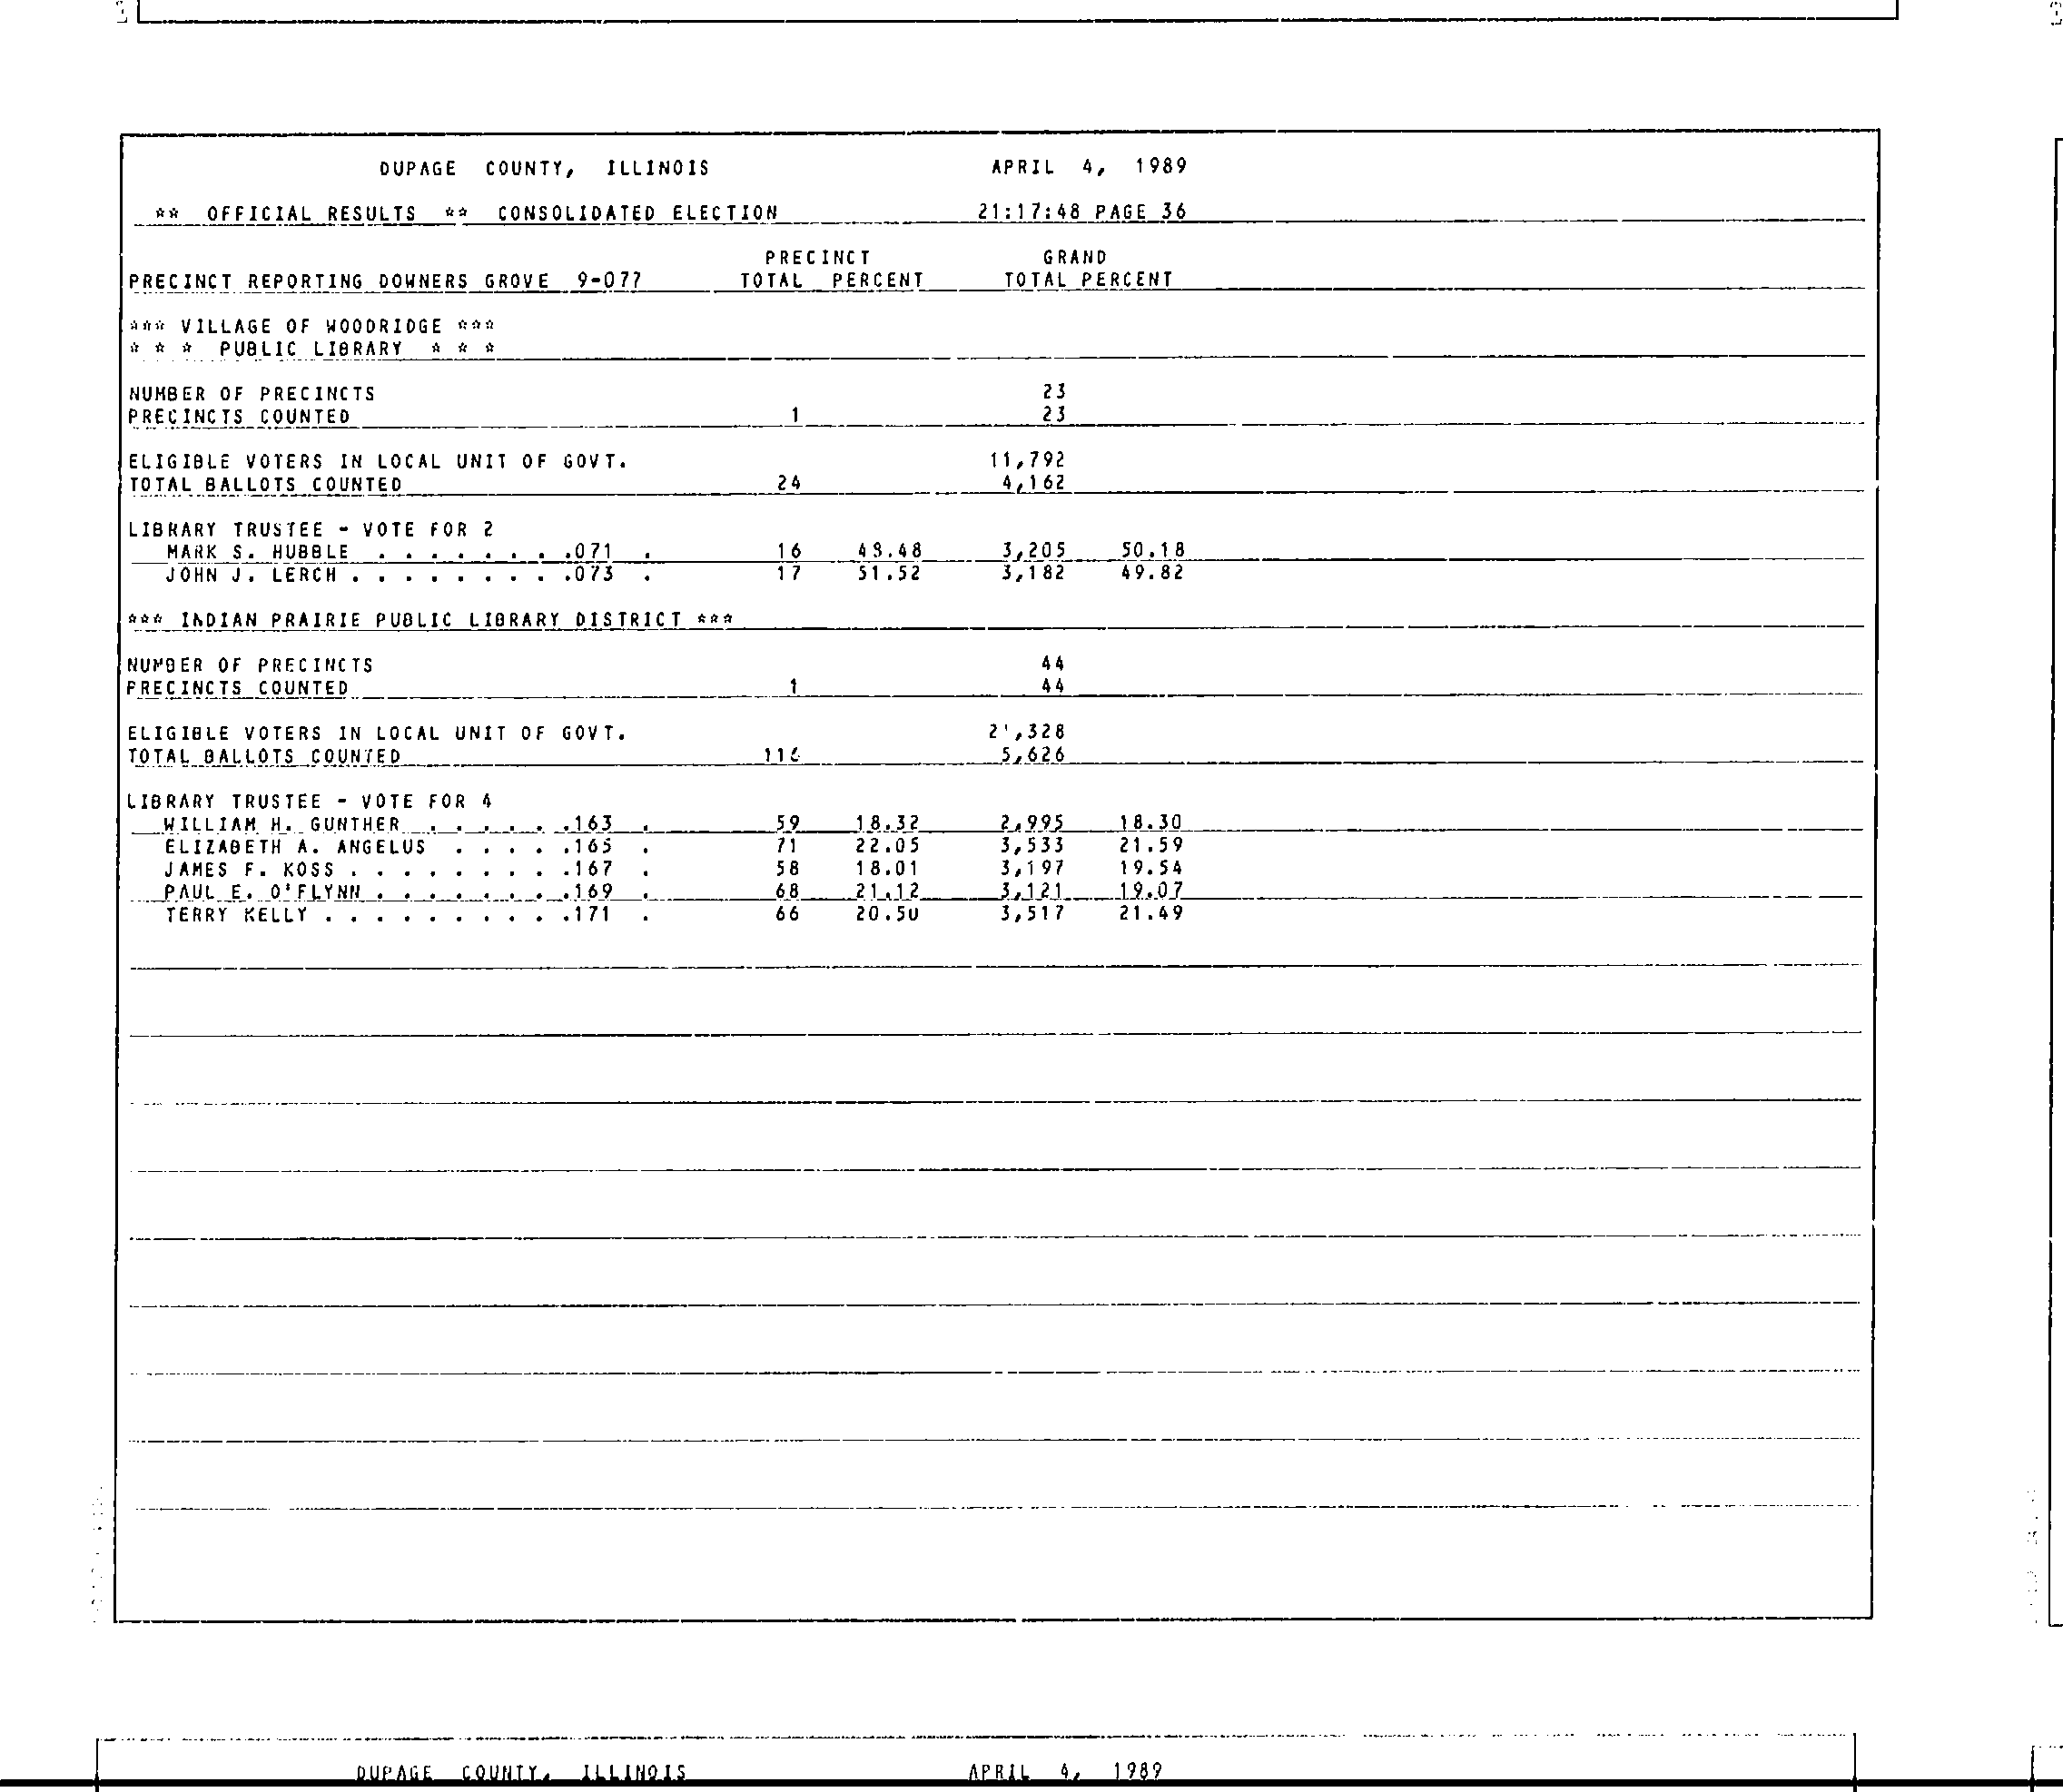 DUPAGE COUNTY, ILLINOIS APRIL 4, 1989
** OFFICIAL RESULTS ** CONSOLIDATED ELECTION 21:17:48 PAGE 36
PRECINCT GRAND
PRECINCT REPORTING DOWNERS GROVE 9-077 TOTAL PERCENT TOTAL PERCENT
*** VILLAGE OF WOODRIDGE ***
* * * PUBLIC LIBRARY * * *
NUMBER OF PRECINCTS 23
PRECINCTS COUNTED 1 23
ELIGIBLE VOTERS IN LOCAL UNIT OF GOVT. 11,792
TOTAL BALLOTS COUNTED 24 4,162
LIBRARY TRUSTEE - VOTE FOR 2
MARK S. HUBBLE . . . . . . . .071 . 16 48.48 3,205 50.18
JOHN J. LERCH . . . . . . . . .073 . 17 51.52 3,182 49.82
*** INDIAN PRAIRIE PUBLIC LIBRARY DISTRICT ***
NUMBER OF PRECINCTS 44
PRECINCTS COUNTED 1 44
ELIGIBLE VOTERS IN LOCAL UNIT OF GOVT.
TOTAL BALLOTS COUNTED 5,626
LIBRARY TRUSTEE - VOTE FOR 4
WILLIAM H. GUNTHER . . . . . .163 . 59 18.32 2,995 18.30
ELIZABETH A. ANGELUS . . . . .165 . 71 22.05 3,533 21.59
JAMES F. KOSS . . . . . . . . .167 . 58 18.01 3,197 19.54
PAUL E. O'FLYNN . . . . . . . .169 . 68 21.12 3,121 19.07
TERRY KELLY . . . . . . . . . .171 . 66 20.50 3,517 21.49
DUPAGE COUNTY, ILLINOIS APRIL 4, 1989